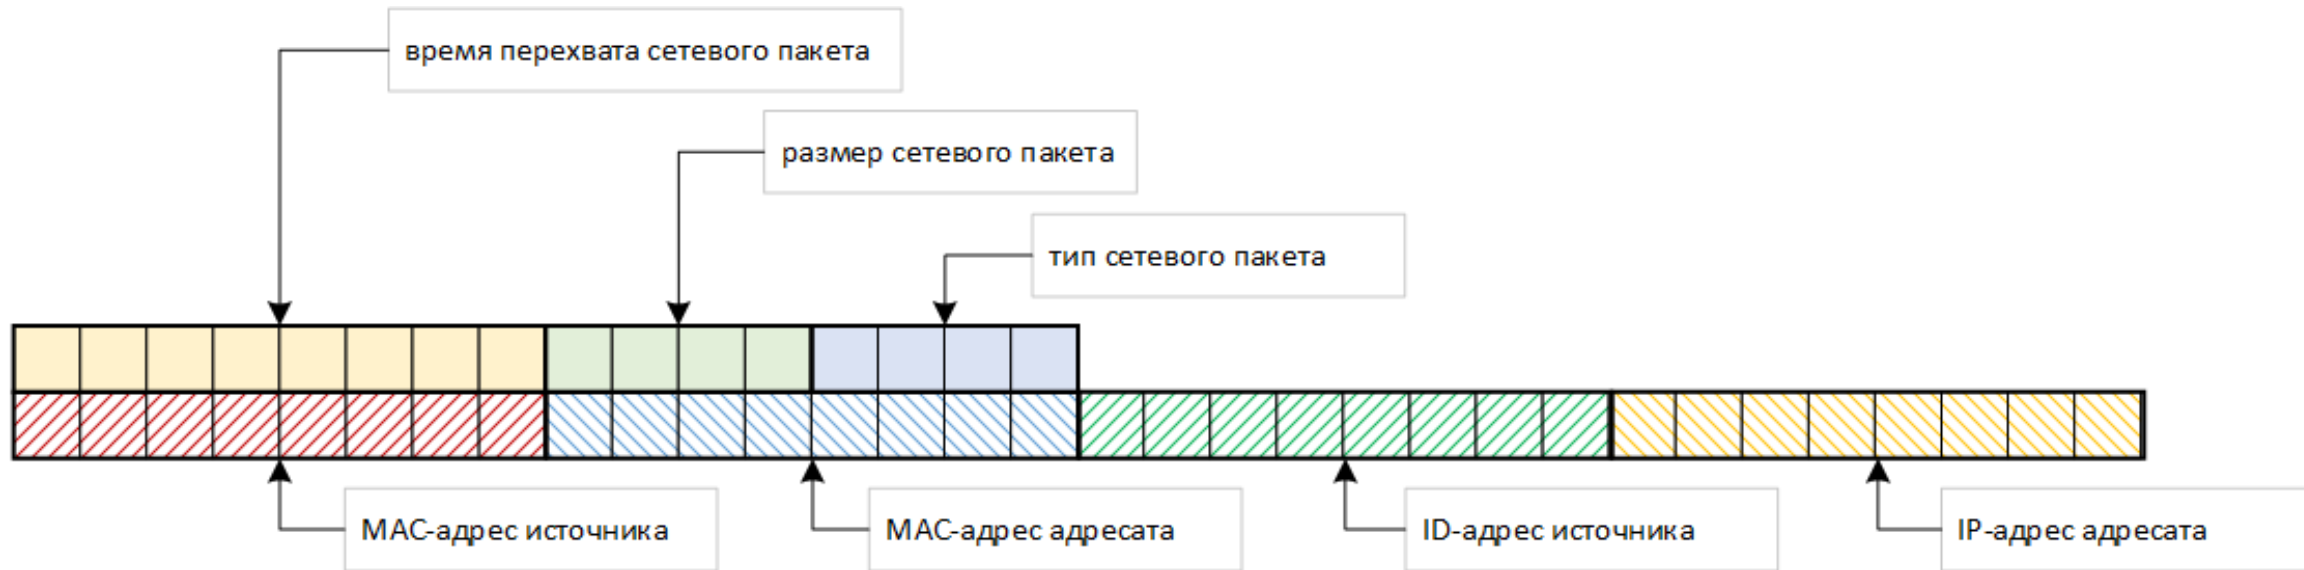 время перехвата сетевого пакета
размер сетевого пакета
тип сетевого пакета
MAC-адрес источника
MAC-адрес адресата
ID-адрес источника
IP-адрес адресата